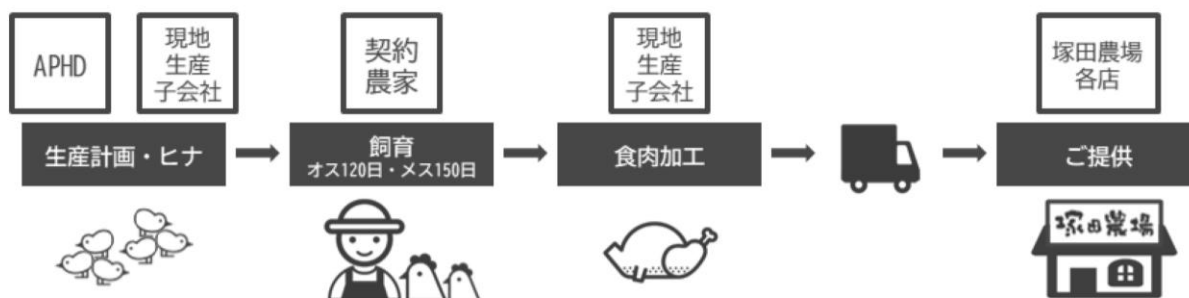 APHD
現地
生産
子会社
契約
農家
現地
生産
子会社
塚田農場
各店
生産計画・ヒナ
飼育
オス120日・メス150日
食肉加工
ご提供
塚田農場